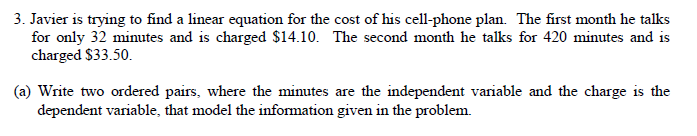 3. Javier is trying to find a linear equation for the cost of his cell-phone plan. The first month he talks
for only 32 minutes and is charged $14.10. The second month he talks for 420 minutes and is
charged $33.50.
(a) Write two ordered pairs, where the minutes are the independent variable and the charge is the
dependent variable, that model the information given in the problem.